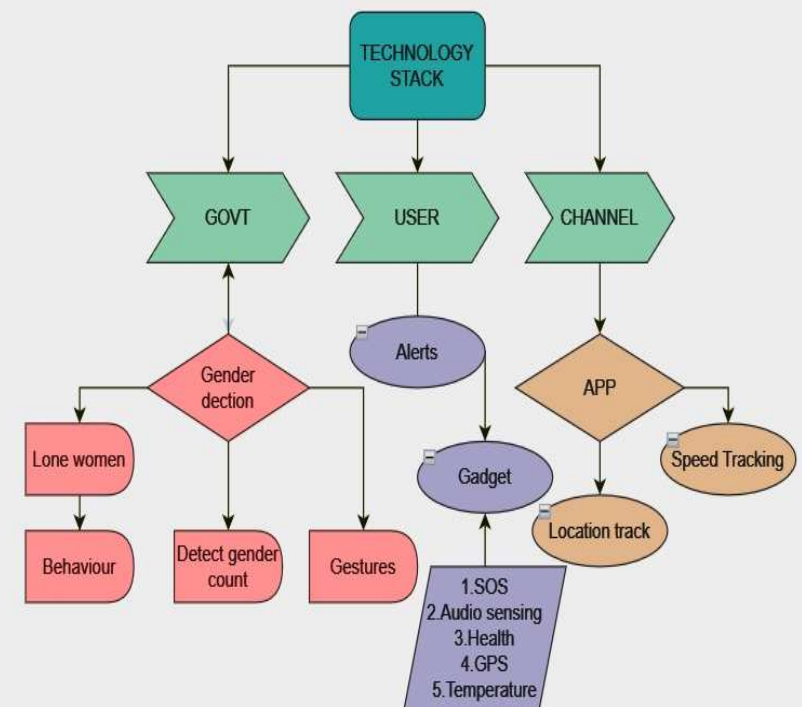 TECHNOLOGY
STACK
GOVT
USER
CHANNEL
Alerts
Gender
dection
APP
Lone women
Speed Tracking
Gadget
Location track
Behaviour
Detect gender
count
Gestures
1.SOS
2.Audio sensing
3.Health
4.GPS
5.Temperature